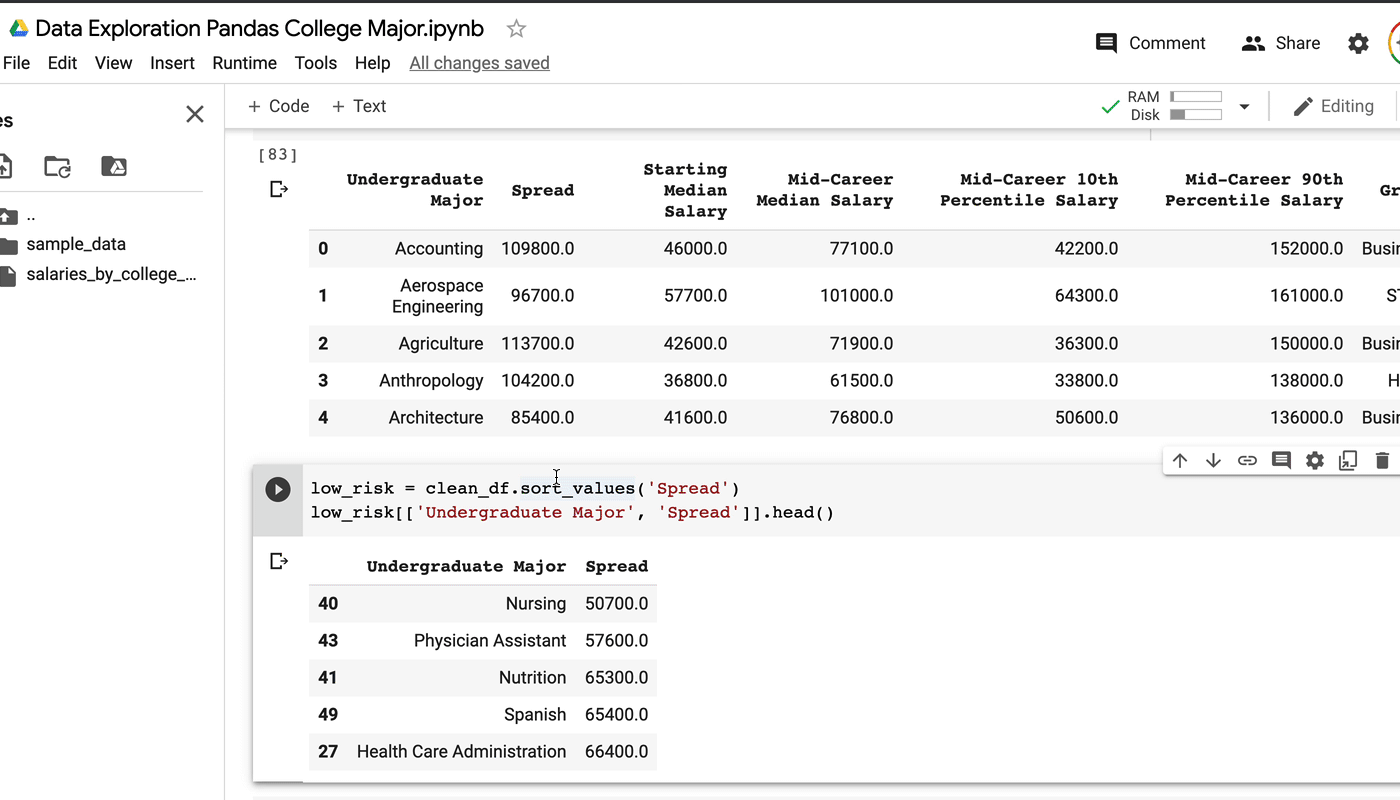 Data Exploration Pandas College Major.ipynb
Comment Share
File Edit View Insert Runtime Tools Help All changes saved
es
+ Code + Text
RAM
Disk
Editing
..
sample_data
salaries_by_college_...
[83]
Undergraduate Major Spread Starting Median Salary Mid-Career Median Salary Mid-Career 10th Percentile Salary Mid-Career 90th Percentile Salary Gr
0 Accounting 109800.0 46000.0 77100.0 42200.0 152000.0 Busin
1 Aerospace Engineering 96700.0 57700.0 101000.0 64300.0 161000.0 ST
2 Agriculture 113700.0 42600.0 71900.0 36300.0 150000.0 Busin
3 Anthropology 104200.0 36800.0 61500.0 33800.0 138000.0 H
4 Architecture 85400.0 41600.0 76800.0 50600.0 136000.0 Busin
low_risk = clean_df.sort_values('Spread')
low_risk[['Undergraduate Major', 'Spread']].head()
Undergraduate Major Spread
40 Nursing 50700.0
43 Physician Assistant 57600.0
41 Nutrition 65300.0
49 Spanish 65400.0
27 Health Care Administration 66400.0